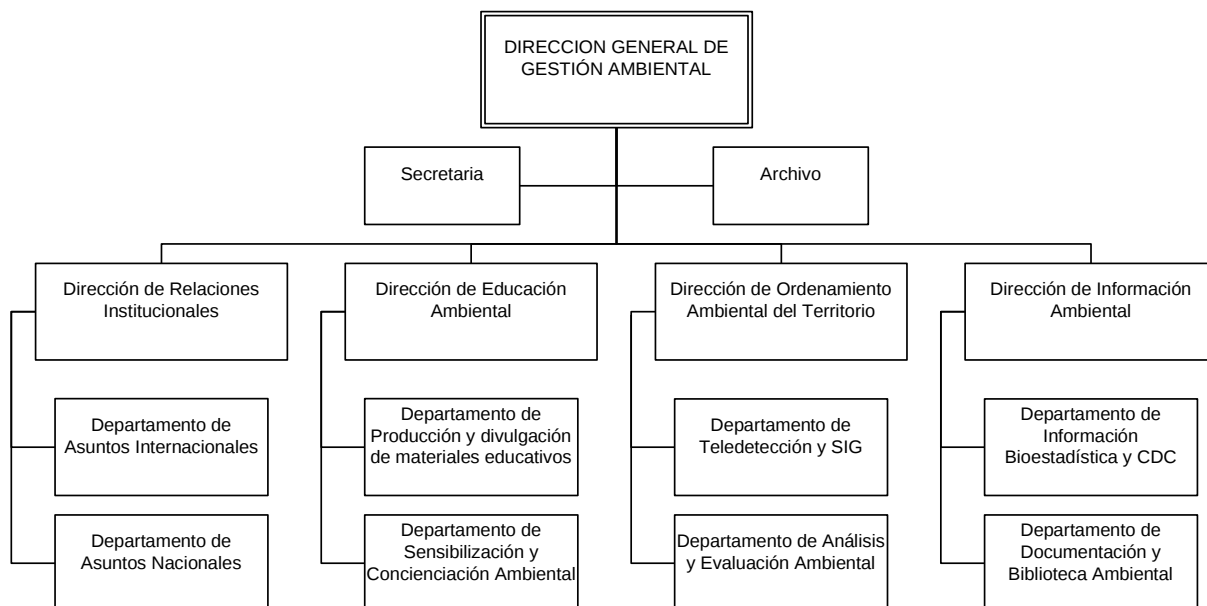 DIRECCION GENERAL DE
GESTIÓN AMBIENTAL
Secretaria
Archivo
Dirección de Relaciones
Institucionales
Dirección de Educación
Ambiental
Dirección de Ordenamiento
Ambiental del Territorio
Dirección de Información
Ambiental
Departamento de
Asuntos Internacionales
Departamento de
Producción y divulgación
de materiales educativos
Departamento de
Teledetección y SIG
Departamento de
Información
Bioestadística y CDC
Departamento de
Asuntos Nacionales
Departamento de
Sensibilización y
Concienciación Ambiental
Departamento de Análisis
y Evaluación Ambiental
Departamento de
Documentación y
Biblioteca Ambiental